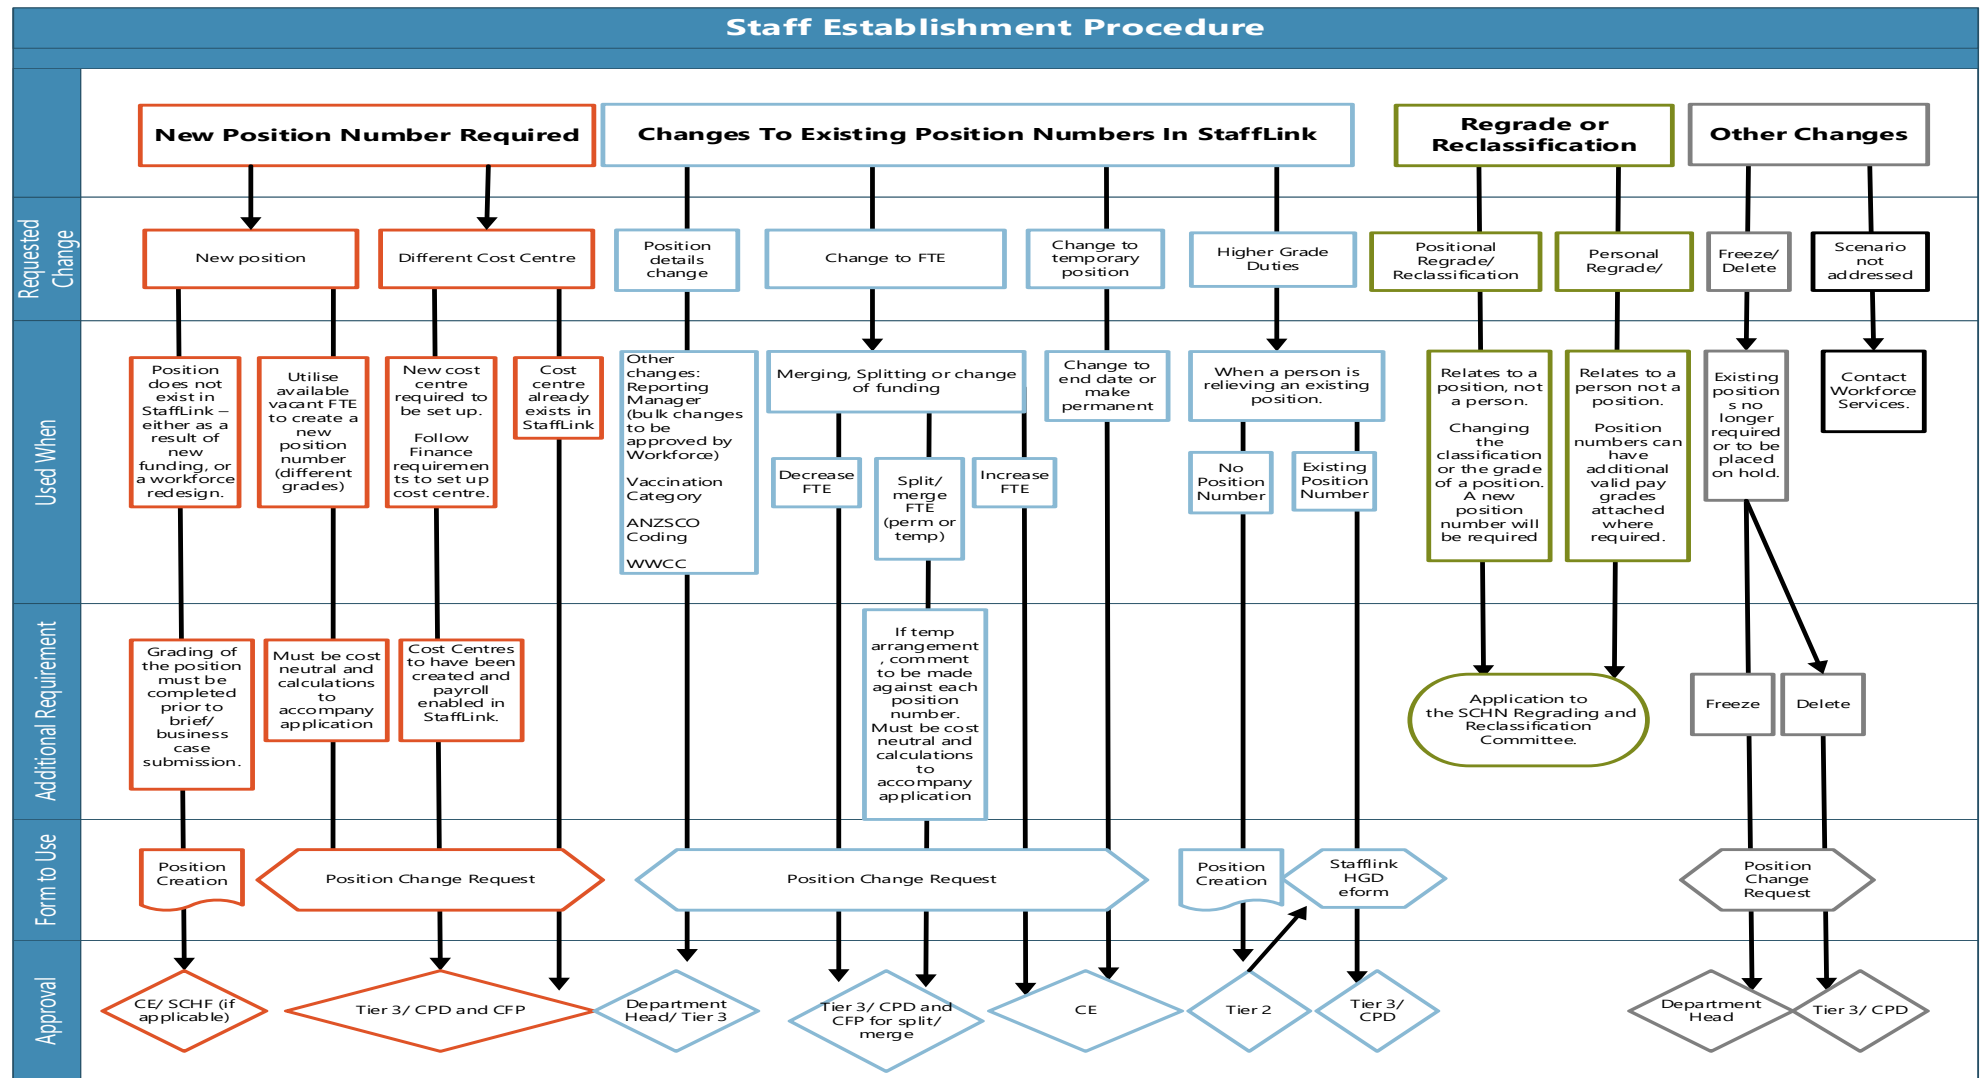 Staff Establishment Procedure
New Position Number Required
Changes To Existing Position Numbers In StaffLink
Regrade or
Reclassification
Other Changes
Requested
Change
New position
Different Cost Centre
Position
details
change
Change to FTE
Change to
temporary
position
Higher Grade
Duties
Positional
Regrade/
Reclassification
Personal
Regrade/
Freeze/
Delete
Scenario
not
addressed
Used When
Position
does not
exist in
StaffLink –
either as a
result of
new
funding, or
a workforce
redesign.
Utilise
available
vacant FTE
to create a
new
position
number
(different
grades)
New cost
centre
required to
be set up.
Follow
Finance
requiremen
ts to set up
cost centre.
Cost
centre
already
exists in
StaffLink
Other
changes:
Reporting
Manager
(bulk changes
to be
approved by
Workforce)
Vaccination
Category
ANZSCO
Coding
WWCC
Merging, Splitting or change
of funding
Decrease
FTE
Split/
merge
FTE
(perm or
temp)
Increase
FTE
Change to
end date or
make
permanent
When a person is
relieving an existing
position.
No
Position
Number
Existing
Position
Number
Relates to a
position, not
a person.
Changing
the
classification
or the grade
of a position.
A new
position
number will
be required
Relates to a
person not a
position.
Position
numbers can
have
additional
valid pay
grades
attached
where
required.
Existing
position
s no
longer
required
or to be
placed
on hold.
Contact
Workforce
Services.
Additional Requirement
Grading of
the position
must be
completed
prior to
brief/
business
case
submission.
Must be cost
neutral and
calculations
to
accompany
application
Cost Centres
to have been
created and
payroll
enabled in
StaffLink.
If temp
arrangement
, comment
to be made
against each
position
number.
Must be cost
neutral and
calculations
to
accompany
application
Application to
the SCHN Regrading and
Reclassification
Committee.
Freeze
Delete
Form to Use
Position
Creation
Position Change Request
Position Change Request
Position
Creation
Stafflink
HGD
eform
Position
Change
Request
Approval
CE/ SCHF (if
applicable)
Tier 3/ CPD and CFP
Department
Head/ Tier 3
Tier 3/ CPD and
CFP for split/
merge
CE
Tier 2
Tier 3/
CPD
Department
Head
Tier 3/ CPD